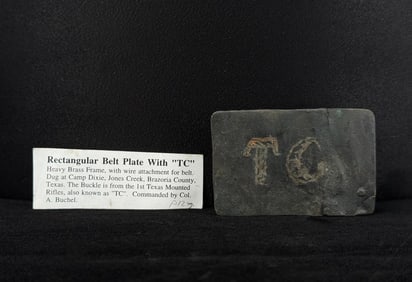 Rectangular Belt Plate With "TC"
Heavy Brass Frame, with wire attachment for belt.
Dug at Camp Dixie, Jones Creek, Brazoria County,
Texas. The Buckle is from the 1st Texas Mounted
Rifles, also known as "TC". Commanded by Col.
A. Buchel.
TC